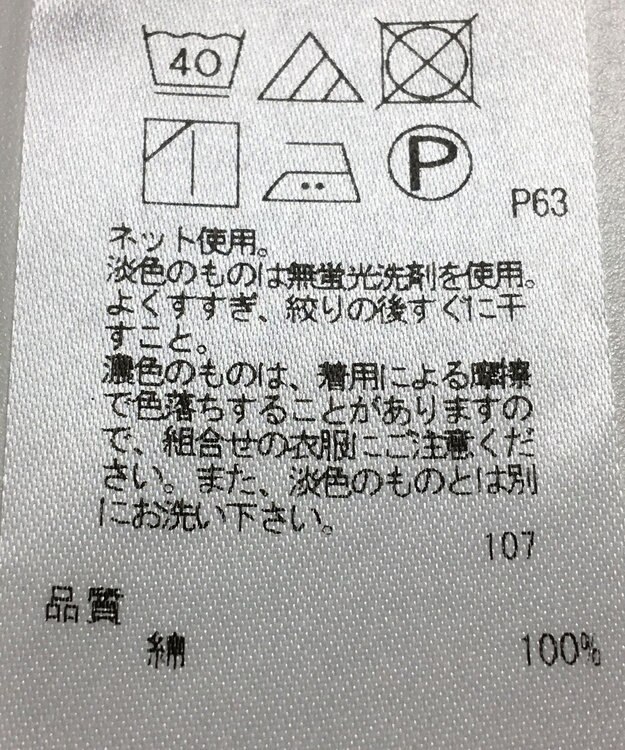 40
P
P63
ネット使用。
淡色のものは無蛍光洗剤を使用。
よくすすぎ、絞りの後すぐに干
すこと。
濃色のものは、着用による摩擦
で色落ちすることがありますの
で、組合せの衣服にご注意くだ
さい。また、淡色のものとは別
にお洗い下さい。
107
品質
綿 100%